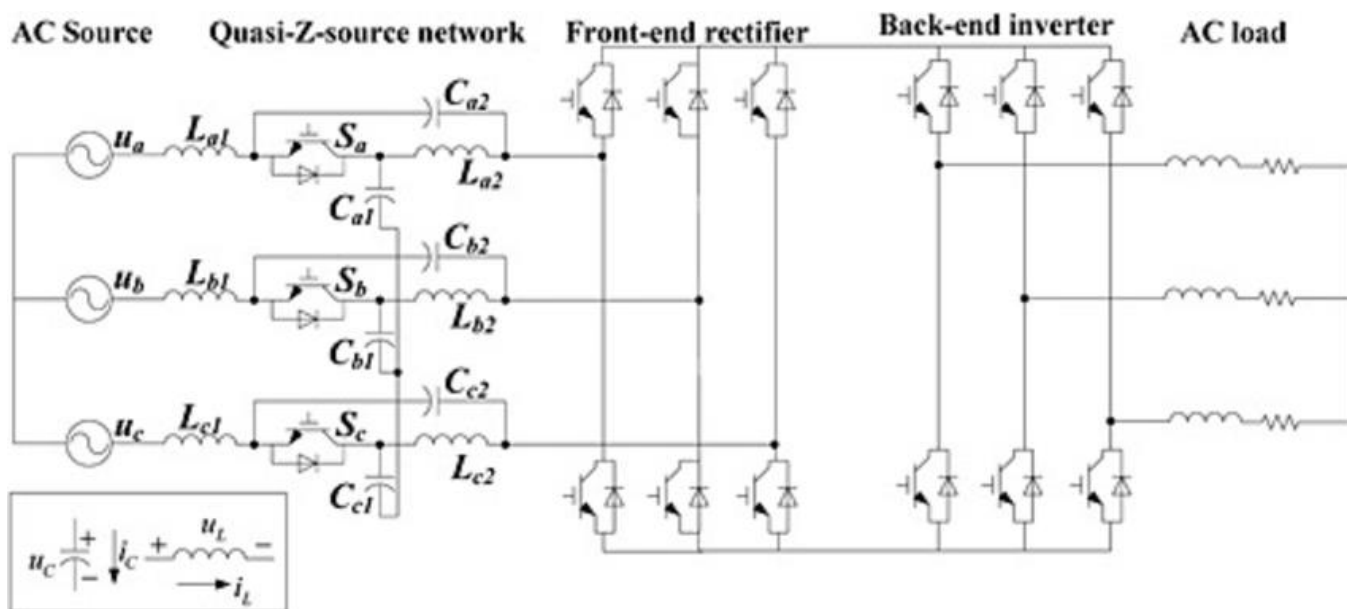 AC Source Quasi-Z-source network Front-end rectifier Back-end inverter AC load
Ca2
ua La1 Sa
La2
Ca1
Cb2
ub Lb1 Sb
Lb2
Cb1
Cc2
uc Lc1 Sc
Lc2
Cc1
uL
+ + −
uC iC
− iL